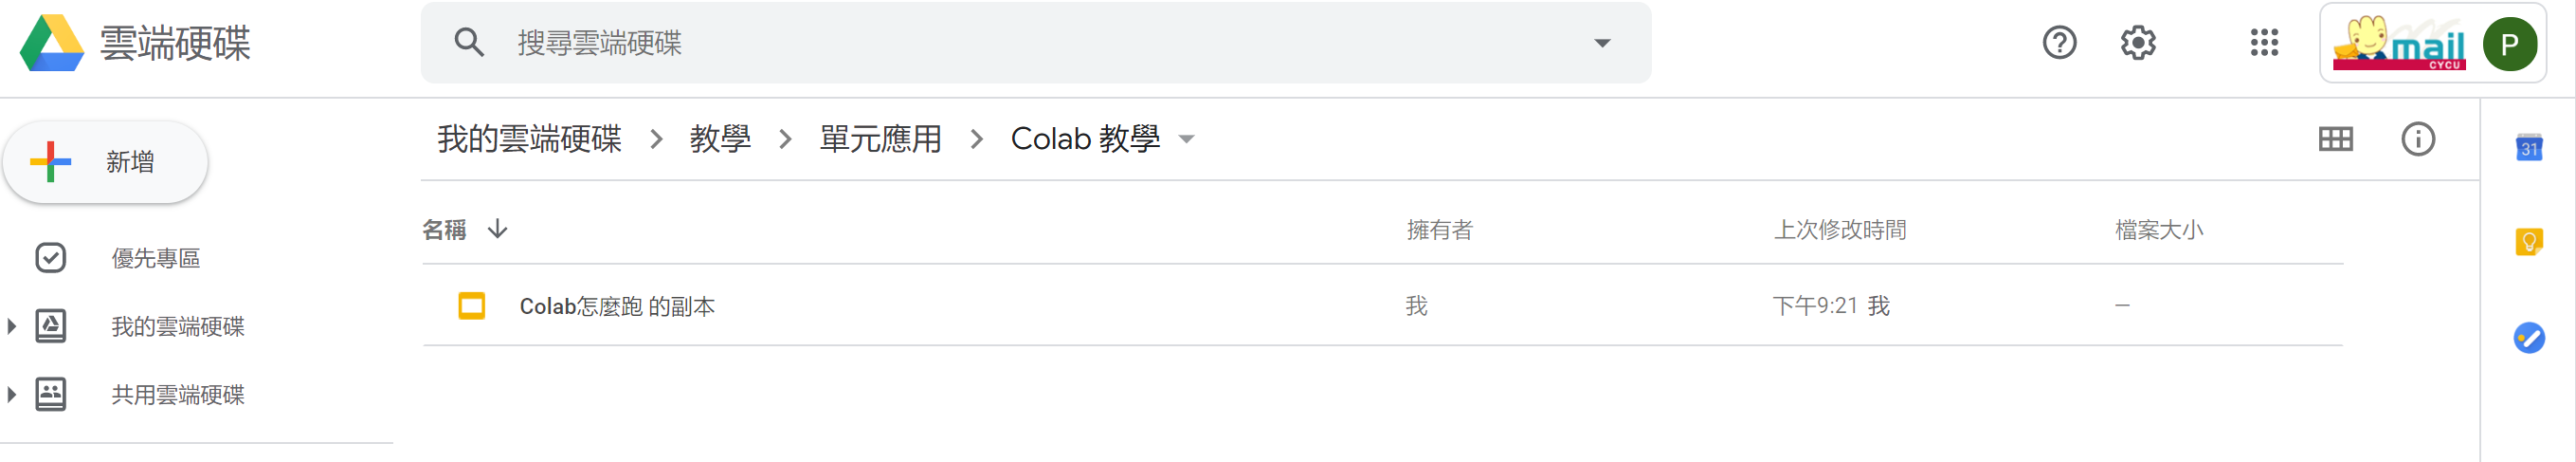 雲端硬碟
搜尋雲端硬碟
mail
CYCU
P
新增
優先專區
我的雲端硬碟
共用雲端硬碟
我的雲端硬碟 > 教學 > 單元應用 > Colab 教學
名稱 擁有者 上次修改時間 檔案大小
Colab怎麼跑 的副本 我 下午9:21 我 —
31